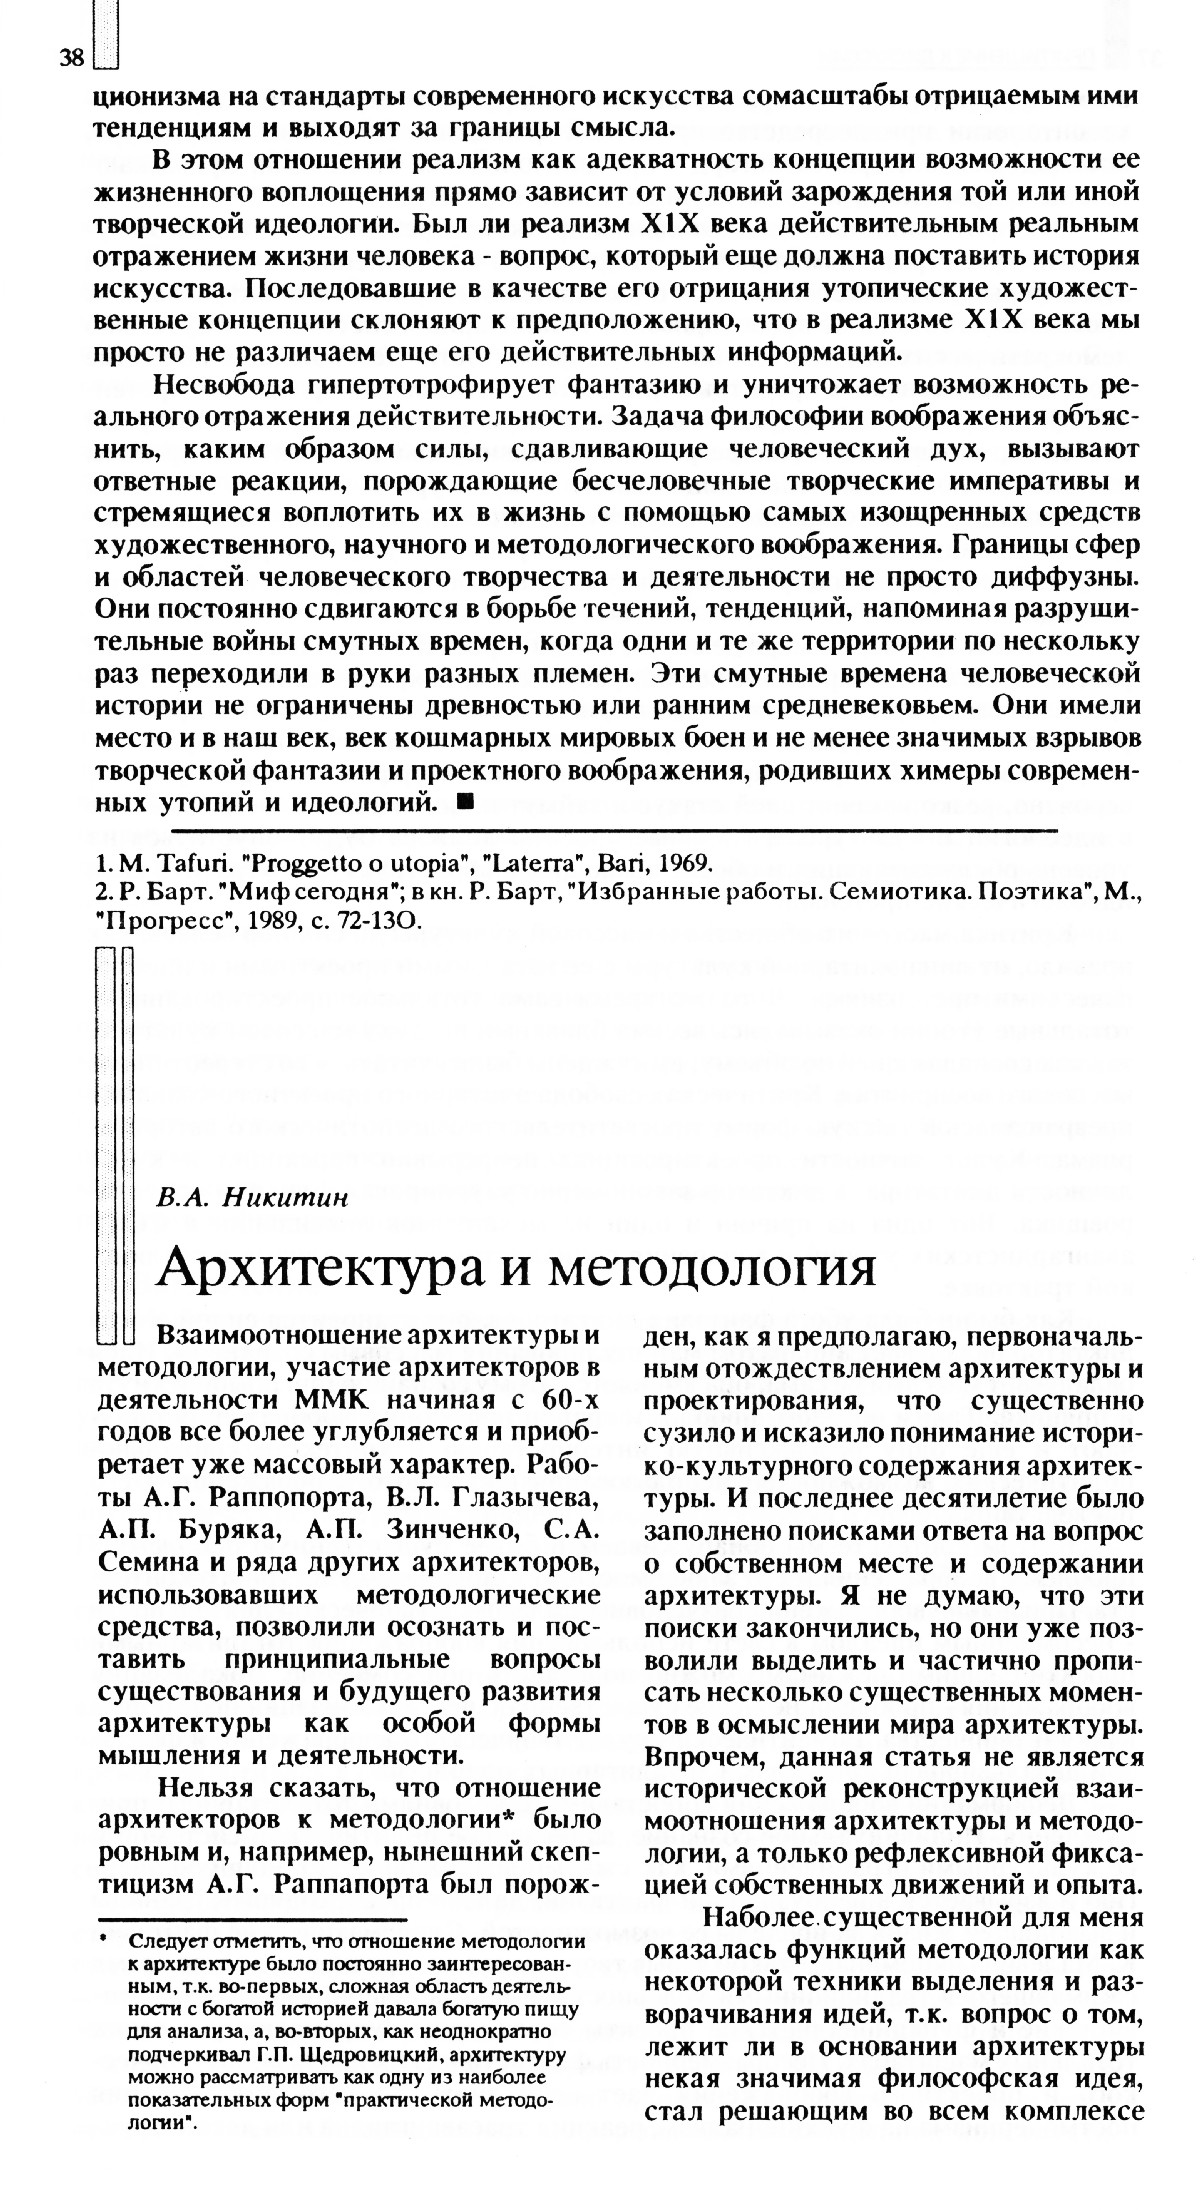 38
ционизма на стандарты современного искусства сомасштабы отрицаемым ими
тенденциям и выходят за границы смысла.
В этом отношении реализм как адекватность концепции возможности ее
жизненного воплощения прямо зависит от условий зарождения той или иной
творческой идеологии. Был ли реализм X1X века действительным реальным
отражением жизни человека - вопрос, который еще должна поставить история
искусства. Последовавшие в качестве его отрицания утопические художест-
венные концепции склоняют к предположению, что в реализме X1X века мы
просто не различаем еще его действительных информаций.
Несвобода гипертотрофирует фантазию и уничтожает возможность ре-
ального отражения действительности. Задача философии воображения объяс-
нить, каким образом силы, сдавливающие человеческий дух, вызывают
ответные реакции, порождающие бесчеловечные творческие императивы и
стремящиеся воплотить их в жизнь с помощью самых изощренных средств
художественного, научного и методологического воображения. Границы сфер
и областей человеческого творчества и деятельности не просто диффузны.
Они постоянно сдвигаются в борьбе течений, тенденций, напоминая разруши-
тельные войны смутных времен, когда одни и те же территории по нескольку
раз переходили в руки разных племен. Эти смутные времена человеческой
истории не ограничены древностью или ранним средневековьем. Они имели
место и в наш век, век кошмарных мировых боен и не менее значимых взрывов
творческой фантазии и проектного воображения, родивших химеры современ-
ных утопий и идеологий. ■
1. M. Tafuri. "Proggetto o utopia", "Laterra", Bari, 1969.
2. Р. Барт. "Миф сегодня"; в кн. Р. Барт, "Избранные работы. Семиотика. Поэтика", М.,
"Прогресс", 1989, с. 72-13О.
В.А. Никитин
Архитектура и методология
Взаимоотношение архитектуры и
методологии, участие архитекторов в
деятельности ММК начиная с 60-х
годов все более углубляется и приоб-
ретает уже массовый характер. Рабо-
ты А.Г. Раппопорта, В.Л. Глазычева,
А.П. Буряка, А.П. Зинченко, С.А.
Семина и ряда других архитекторов,
использовавших методологические
средства, позволили осознать и пос-
тавить принципиальные вопросы
существования и будущего развития
архитектуры как особой формы
мышления и деятельности.
Нельзя сказать, что отношение
архитекторов к методологии* было
ровным и, например, нынешний скеп-
тицизм А.Г. Раппапорта был порож-
* Следует отметить, что отношение методологии
к архитектуре было постоянно заинтересован-
ным, т.к. во-первых, сложная область деятель-
ности с богатой историей давала богатую пищу
для анализа, а, во-вторых, как неоднократно
подчеркивал Г.П. Щедровицкий, архитектуру
можно рассматривать как одну из наиболее
показательных форм "практической методо-
логии".
ден, как я предполагаю, первоначаль-
ным отождествлением архитектуры и
проектирования, что существенно
сузило и исказило понимание истори-
ко-культурного содержания архитек-
туры. И последнее десятилетие было
заполнено поисками ответа на вопрос
о собственном месте и содержании
архитектуры. Я не думаю, что эти
поиски закончились, но они уже поз-
волили выделить и частично пропи-
сать несколько существенных момен-
тов в осмыслении мира архитектуры.
Впрочем, данная статья не является
исторической реконструкцией взаи-
моотношения архитектуры и методо-
логии, а только рефлексивной фикса-
цией собственных движений и опыта.
Наболее существенной для меня
оказалась функций методологии как
некоторой техники выделения и раз-
ворачивания идей, т.к. вопрос о том,
лежит ли в основании архитектуры
некая значимая философская идея,
стал решающим во всем комплексе